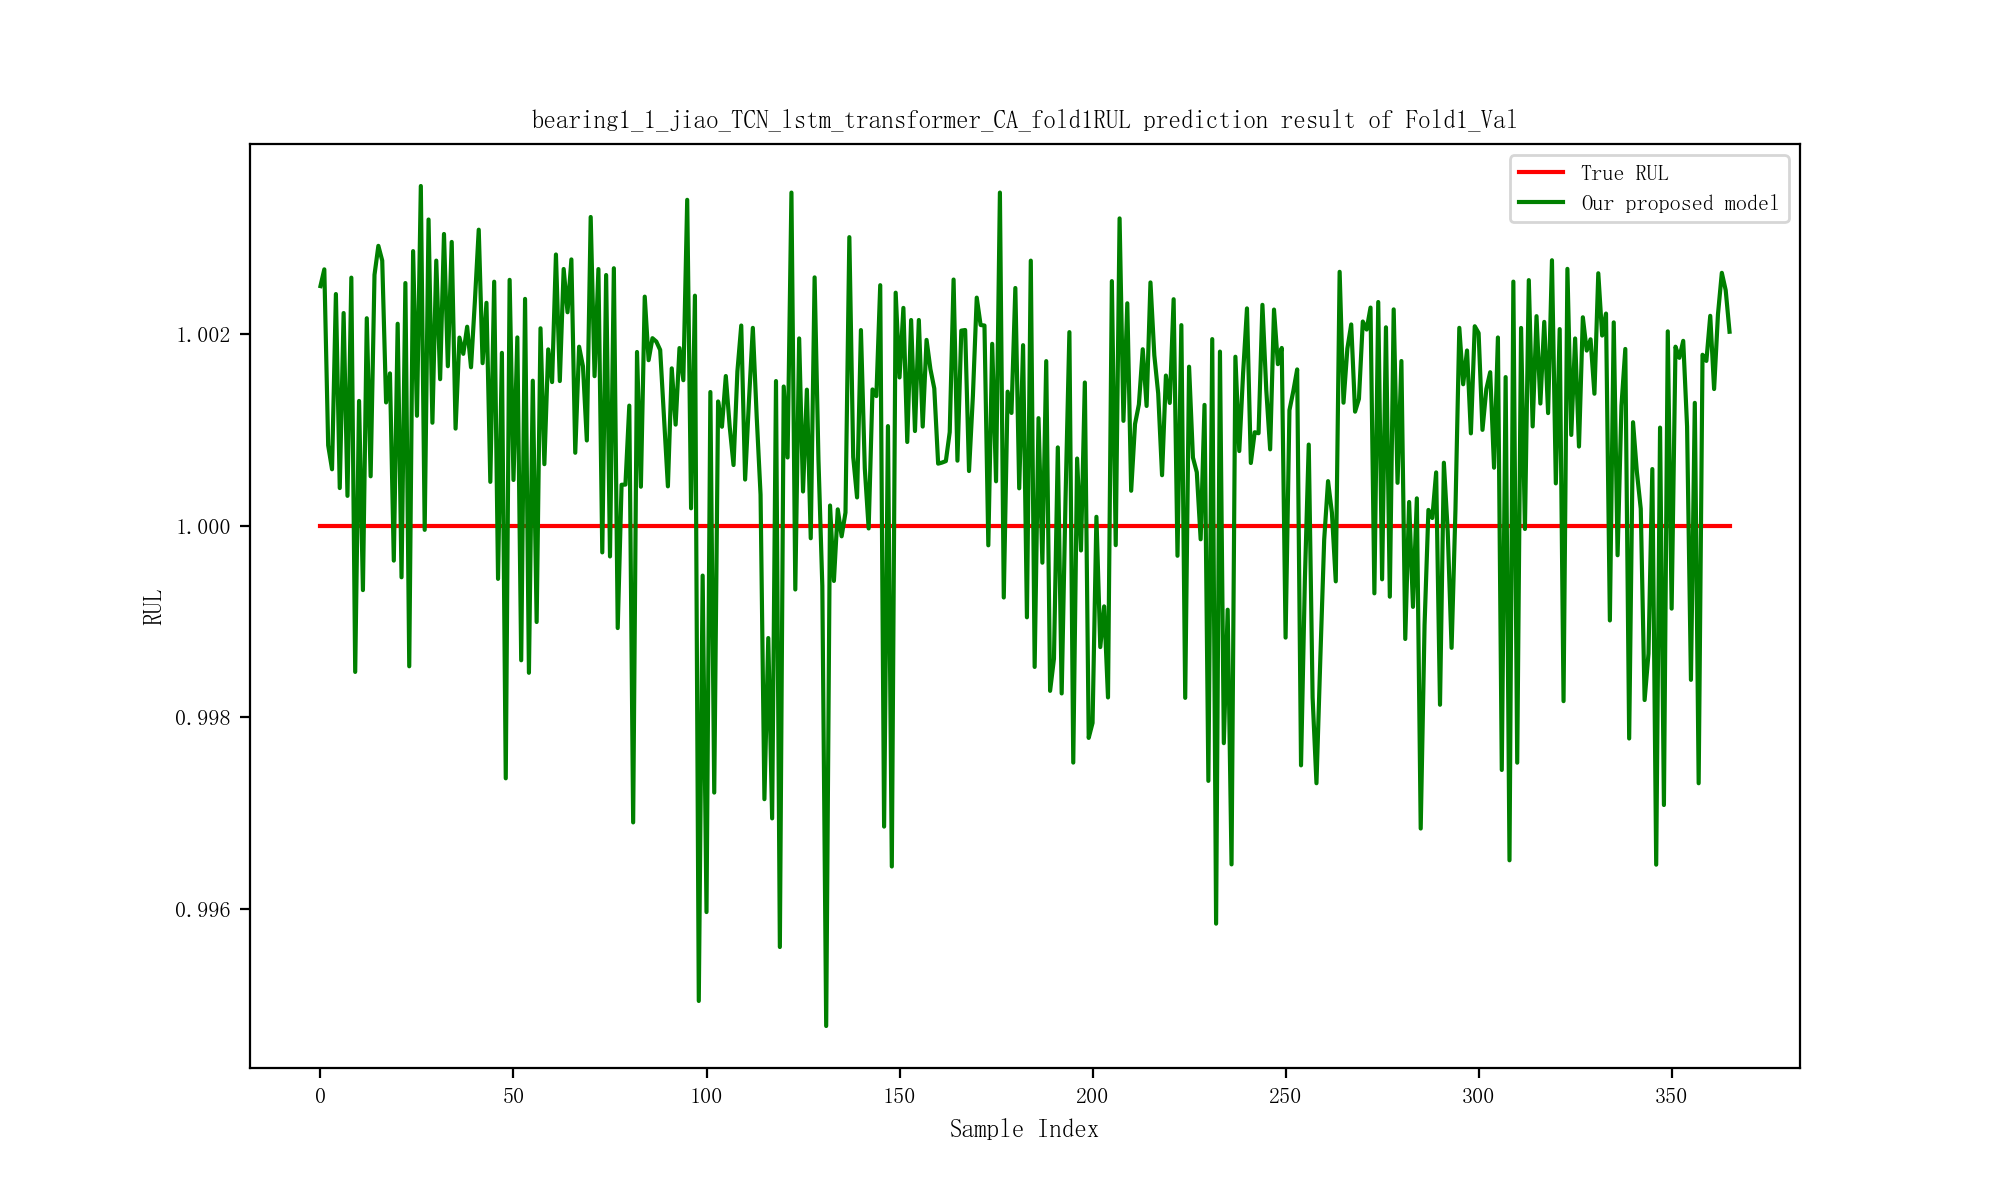 bearing1_1_jiao_TCN_lstm_transformer_CA_fold1RUL prediction result of Fold1_Val
True RUL
Our proposed model
1.002
1.000
0.998
0.996
RUL
0 50 100 150 200 250 300 350
Sample Index